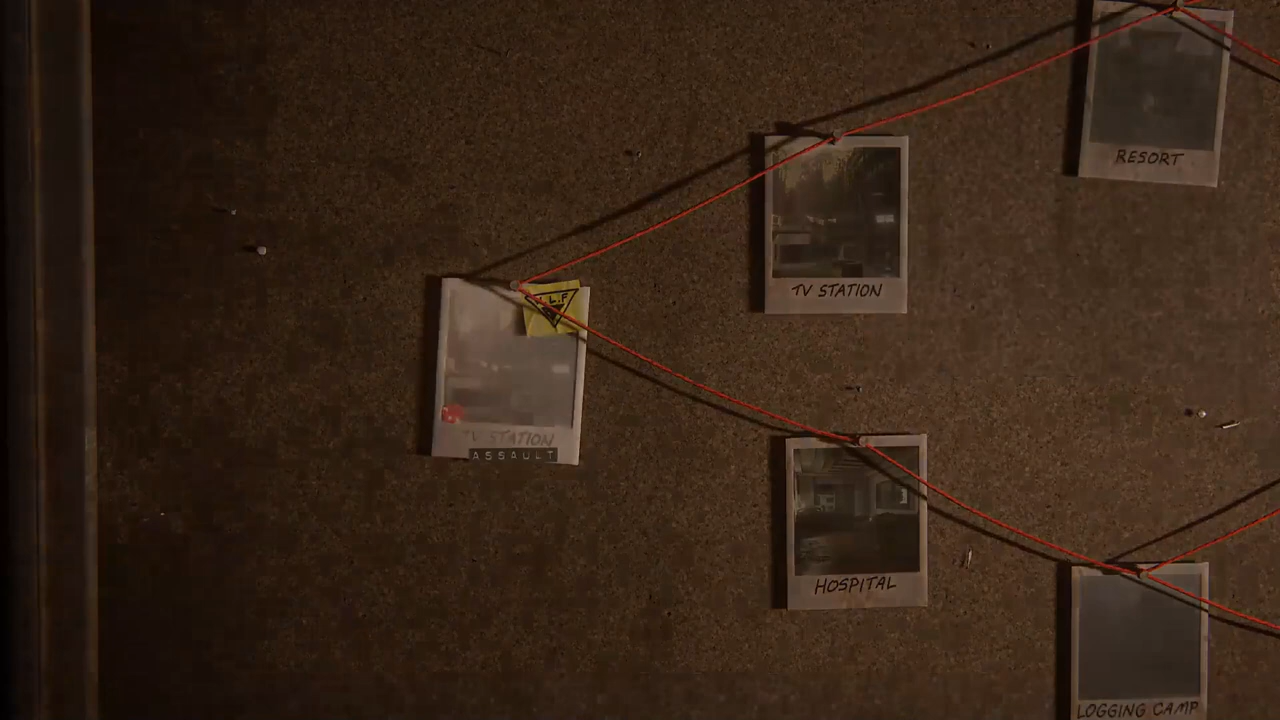 RESORT
TV STATION
L.F
TV STATION
ASSAULT
HOSPITAL
LOGGING CAMP